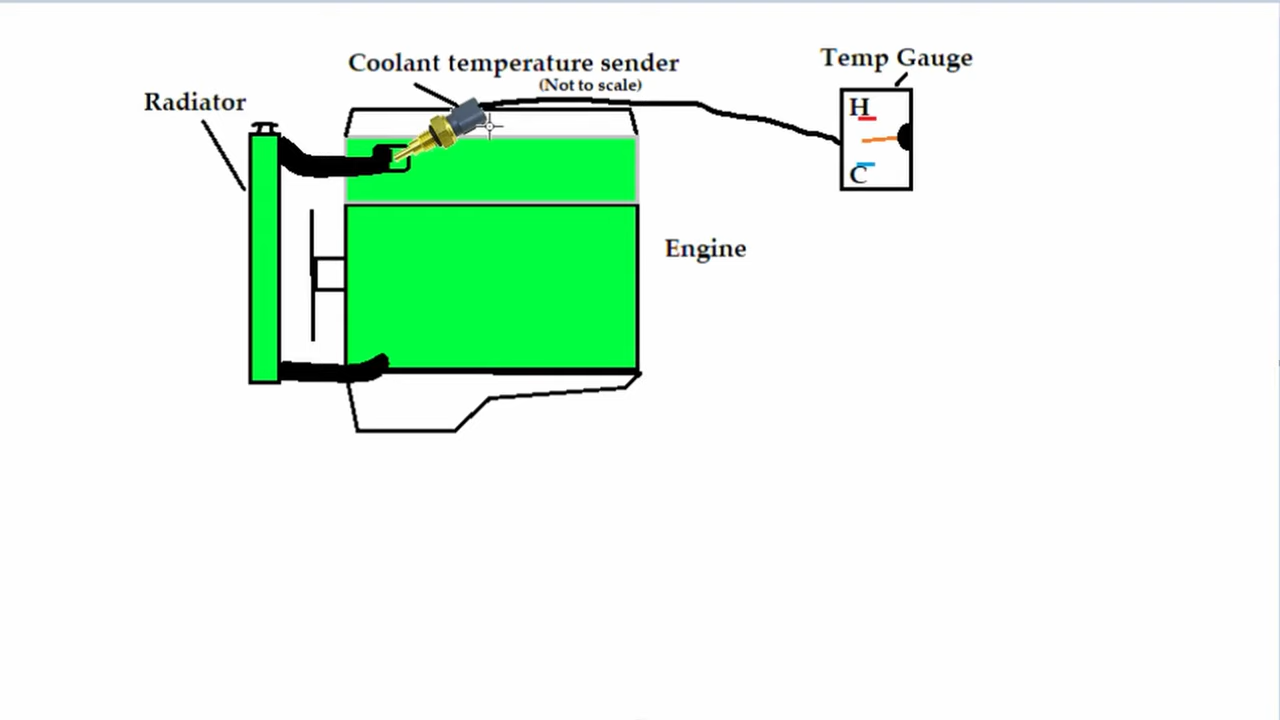 Coolant temperature sender
(Not to scale)
Temp Gauge
Radiator
H
C
Engine